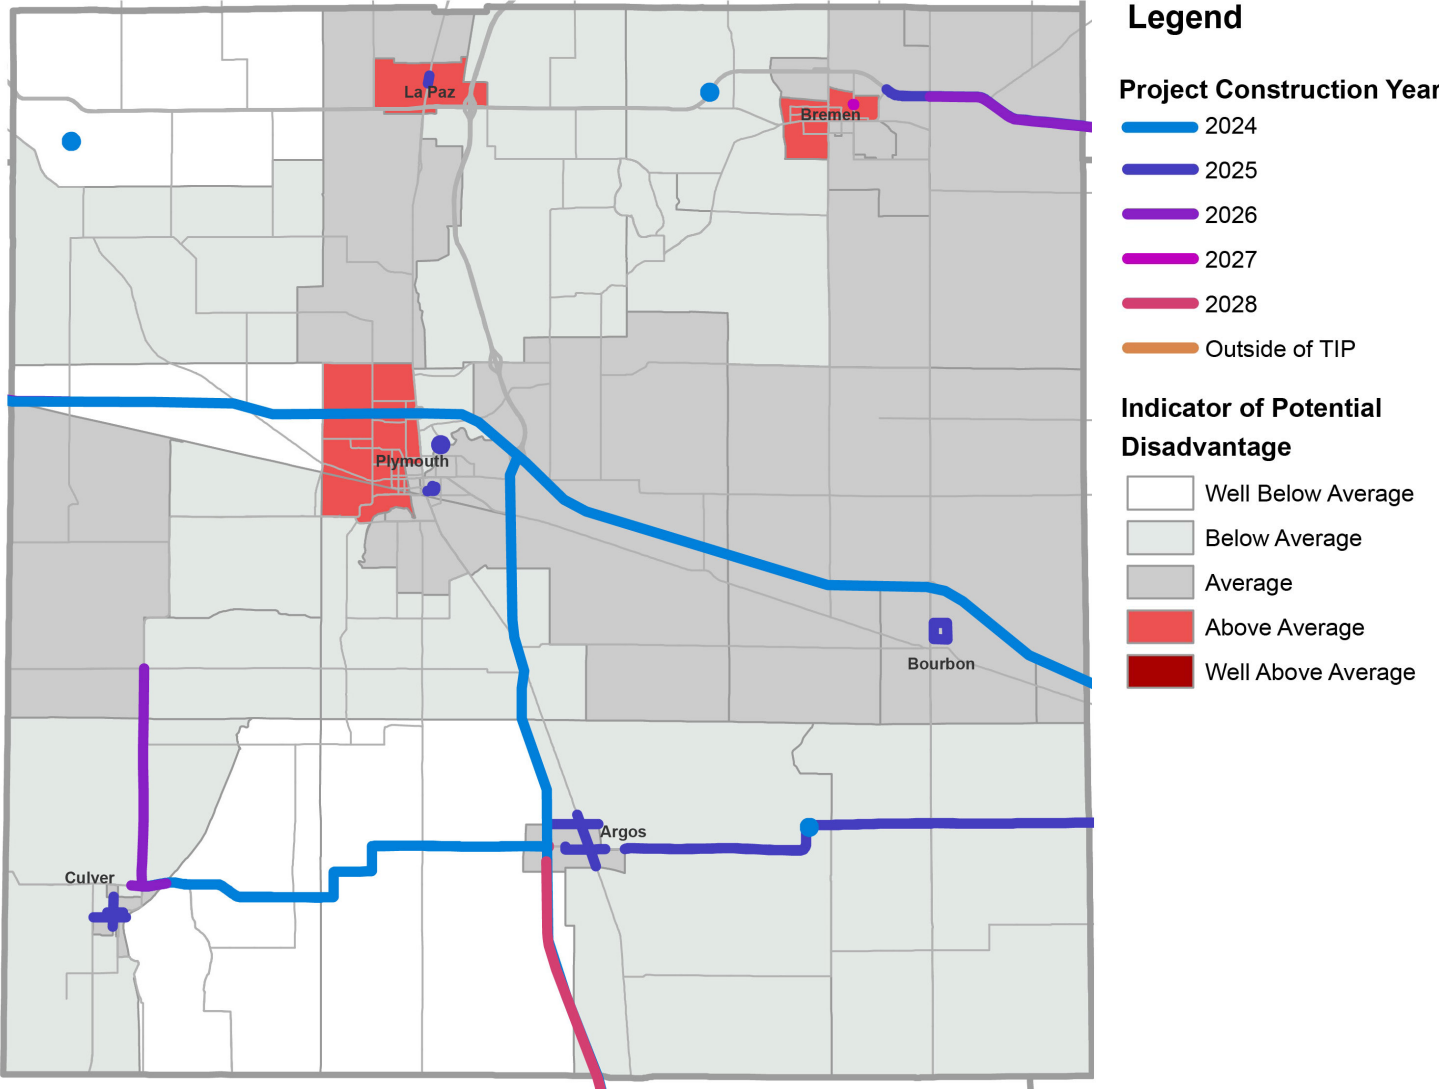 Legend
Project Construction Year
2024
2025
2026
2027
2028
Outside of TIP
Indicator of Potential
Disadvantage
Well Below Average
Below Average
Average
Above Average
Well Above Average
La Paz
Bremen
Plymouth
Bourbon
Argos
Culver